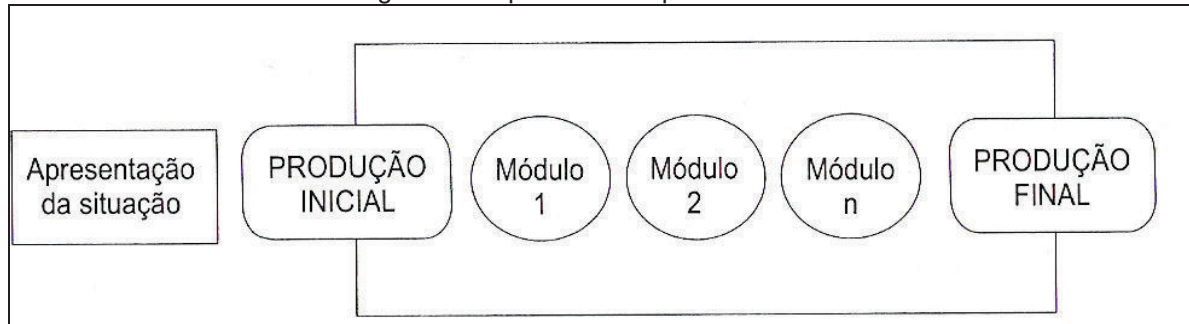 Apresentação
da situação
PRODUÇÃO
INICIAL
Módulo
1
Módulo
2
Módulo
n
PRODUÇÃO
FINAL